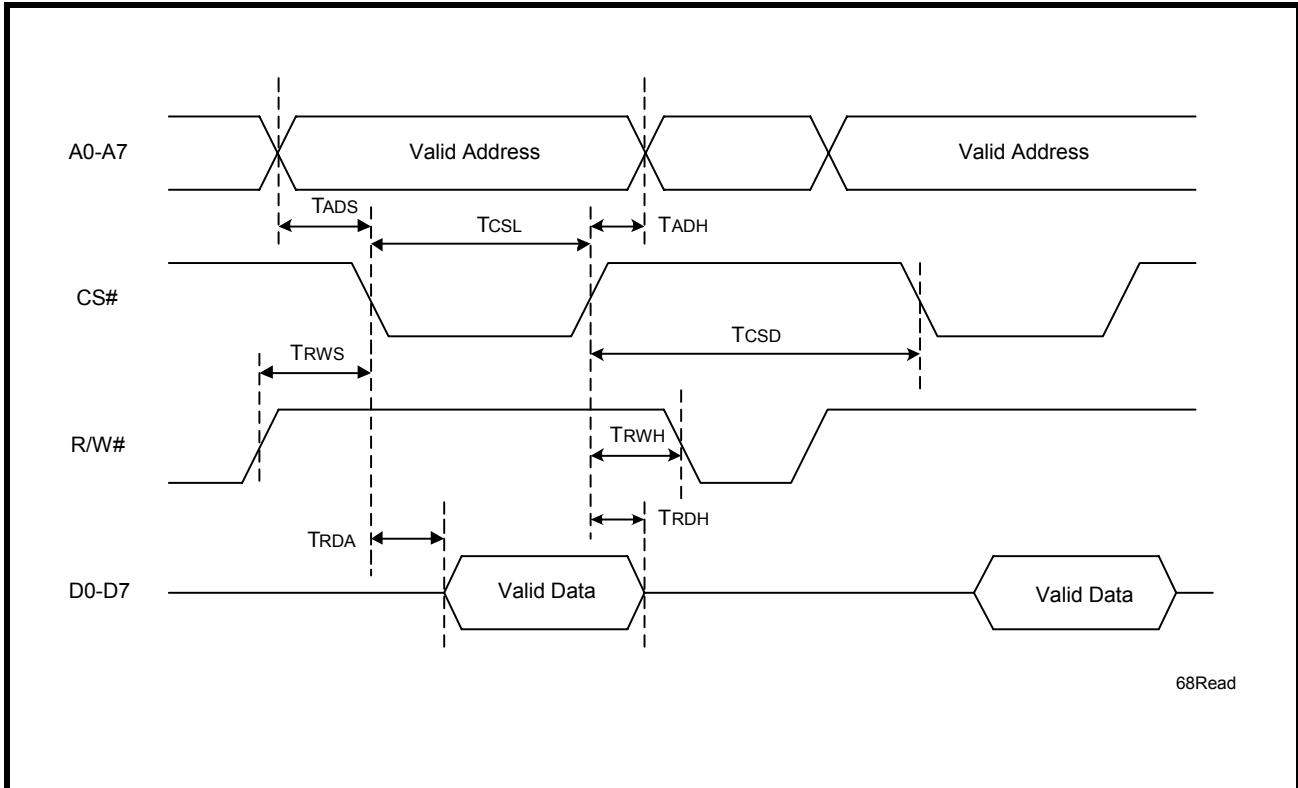 A0-A7
Valid Address
Valid Address
TADS
TCSL
TADH
CS#
TRWS
TCSD
R/W#
TRWH
TRDA
TRDH
D0-D7
Valid Data
Valid Data
68Read